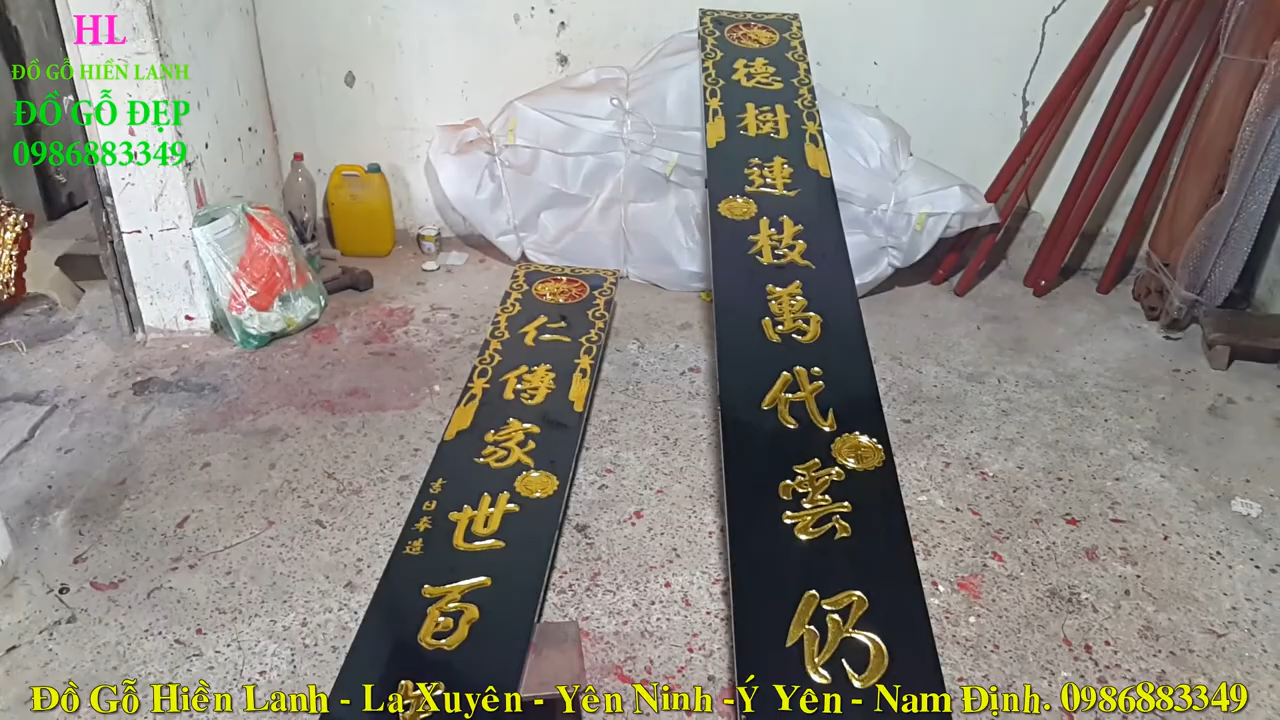 HL
ĐỒ GỖ HIỀN LANH
ĐỒ GỖ ĐẸP
0986883349
德樹連枝萬代雲仍
仁傳家世百
吉日奉造
Đồ Gỗ Hiền Lanh - La Xuyên - Yên Ninh -Ý Yên - Nam Định. 0986883349